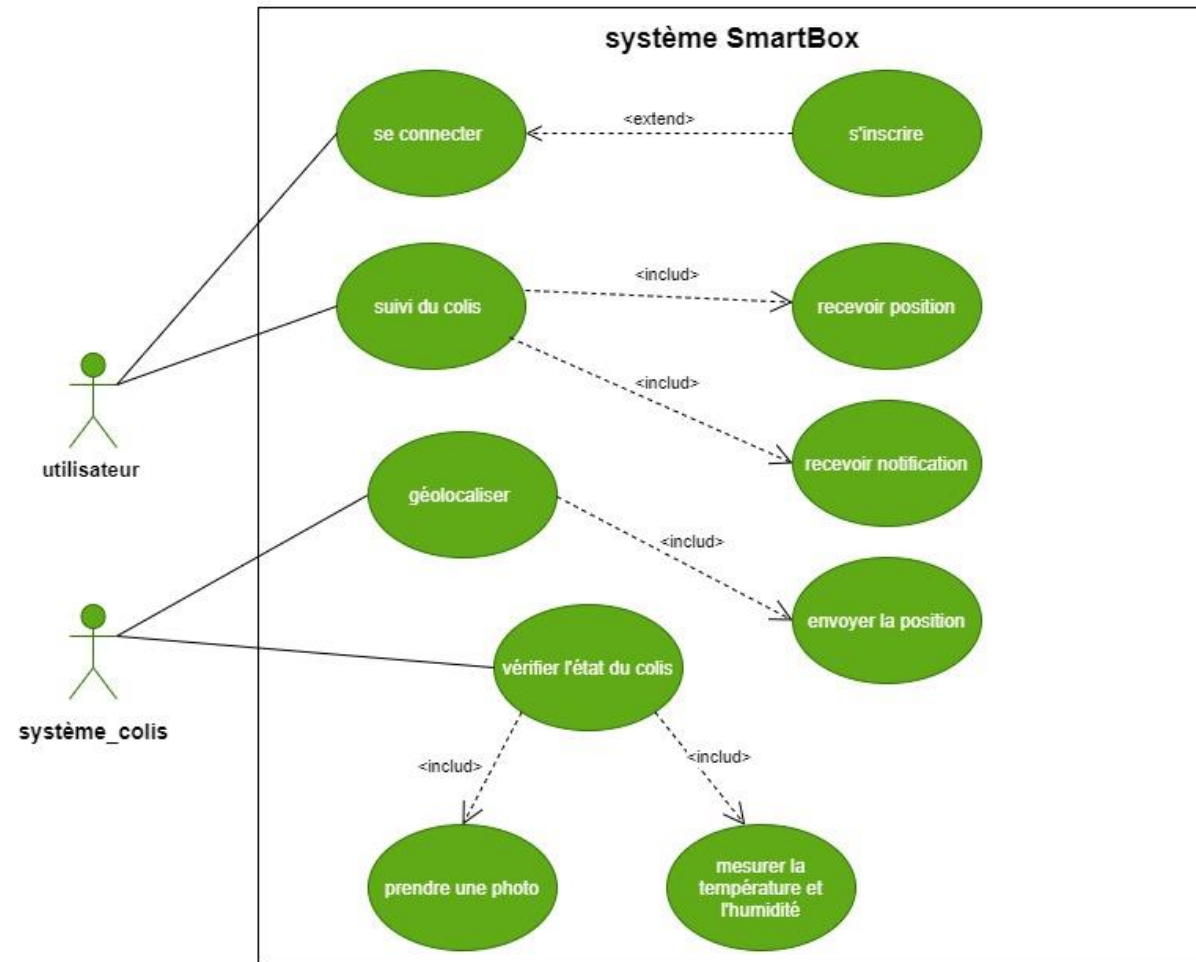 système SmartBox
se connecter
<extend>
s'inscrire
suivi du colis
<includ>
recevoir position
<includ>
recevoir notification
utilisateur
géolocaliser
<includ>
envoyer la position
système_colis
vérifier l'état du colis
<includ>
<includ>
prendre une photo
mesurer la
température et
l'humidité